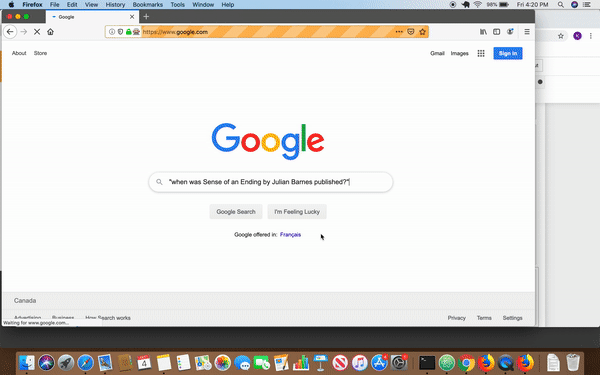 Firefox File Edit View History Bookmarks Tools Window Help 98% Fri 4:20 PM
Google
https://www.google.com
About Store Gmail Images Sign in
Google
"when was Sense of an Ending by Julian Barnes published?"
Google Search I'm Feeling Lucky
Google offered in: Français
Canada
Advertising Business How Search works Privacy Terms Settings
Waiting for www.google.com...
4